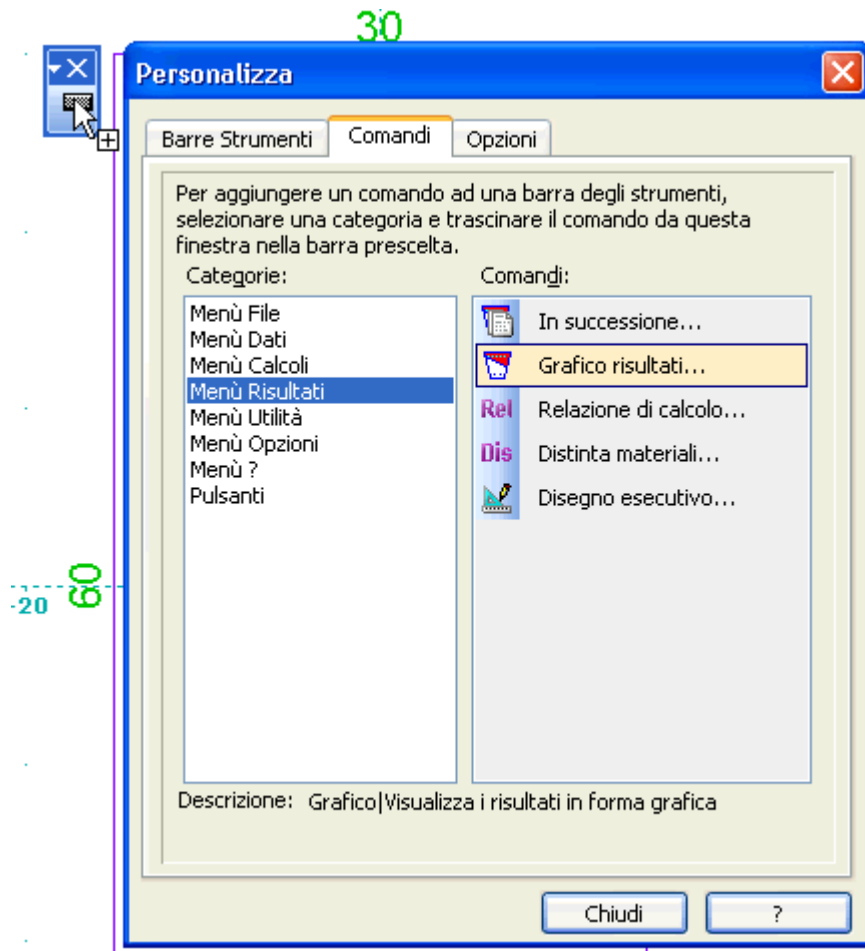 30
Personalizza
Barre Strumenti Comandi Opzioni
Per aggiungere un comando ad una barra degli strumenti,
selezionare una categoria e trascinare il comando da questa
finestra nella barra prescelta.
Categorie:
Menù File
Menù Dati
Menù Calcoli
Menù Risultati
Menù Utilità
Menù Opzioni
Menù ?
Pulsanti
Comandi:
In successione...
Grafico risultati...
Rel Relazione di calcolo...
Dis Distinta materiali...
Disegno esecutivo...
60
-20
Descrizione: Grafico|Visualizza i risultati in forma grafica
Chiudi ?